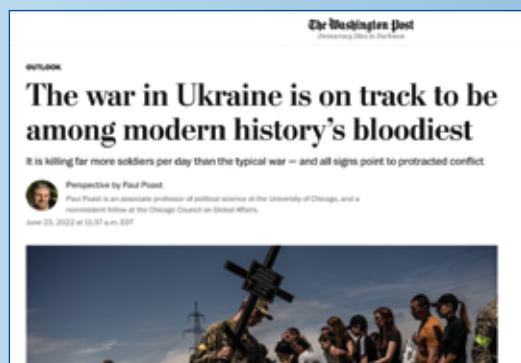 The Washington Post
Democracy Dies in Darkness
OUTLOOK
The war in Ukraine is on track to be
among modern history's bloodiest
It is killing far more soldiers per day than the typical war — and all signs point to protracted conflict
Perspective by Paul Poast
Paul Poast is an associate professor of political science at the University of Chicago, and a
nonresident fellow at the Chicago Council on Global Affairs.
June 23, 2022 at 11:37 a.m. EDT